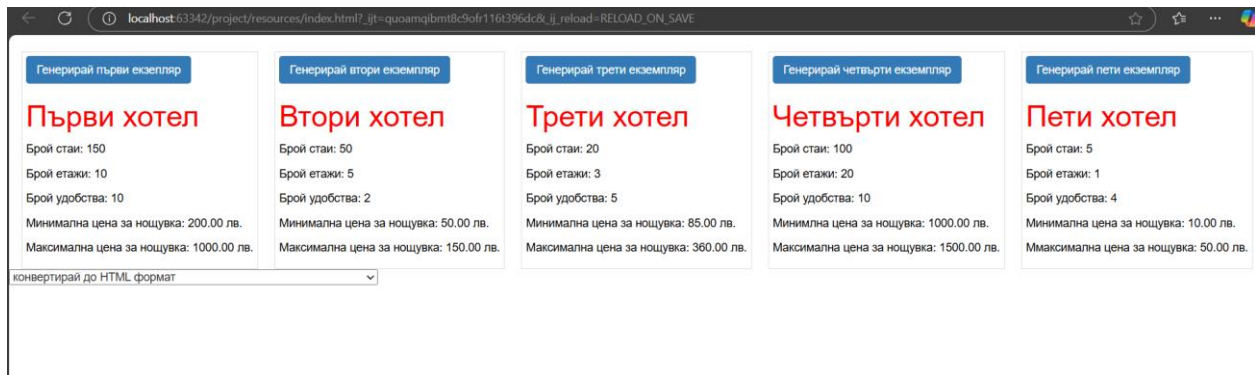 localhost:63342/project/resources/index.html?_ijt=quoamqibmt8c9ofr116t396dc&_ij_reload=RELOAD_ON_SAVE
Генерирай първи екзепляр
Първи хотел
Брой стаи: 150
Брой етажи: 10
Брой удобства: 10
Минимална цена за нощувка: 200.00 лв.
Максимална цена за нощувка: 1000.00 лв.
Генерирай втори екземпляр
Втори хотел
Брой стаи: 50
Брой етажи: 5
Брой удобства: 2
Минимална цена за нощувка: 50.00 лв.
Максимална цена за нощувка: 150.00 лв.
Генерирай трети екземпляр
Трети хотел
Брой стаи: 20
Брой етажи: 3
Брой удобства: 5
Минимална цена за нощувка: 85.00 лв.
Максимална цена за нощувка: 360.00 лв.
Генерирай четвърти екземпляр
Четвърти хотел
Брой стаи: 100
Брой етажи: 20
Брой удобства: 10
Минимлна цена за нощувка: 1000.00 лв.
Максимална цена за нощувка: 1500.00 лв.
Генерирай пети екземпляр
Пети хотел
Брой стаи: 5
Брой етажи: 1
Брой удобства: 4
Минимална цена за нощувка: 10.00 лв.
Ммаксимална цена за нощувка: 50.00 лв.
конвертирай до HTML формат